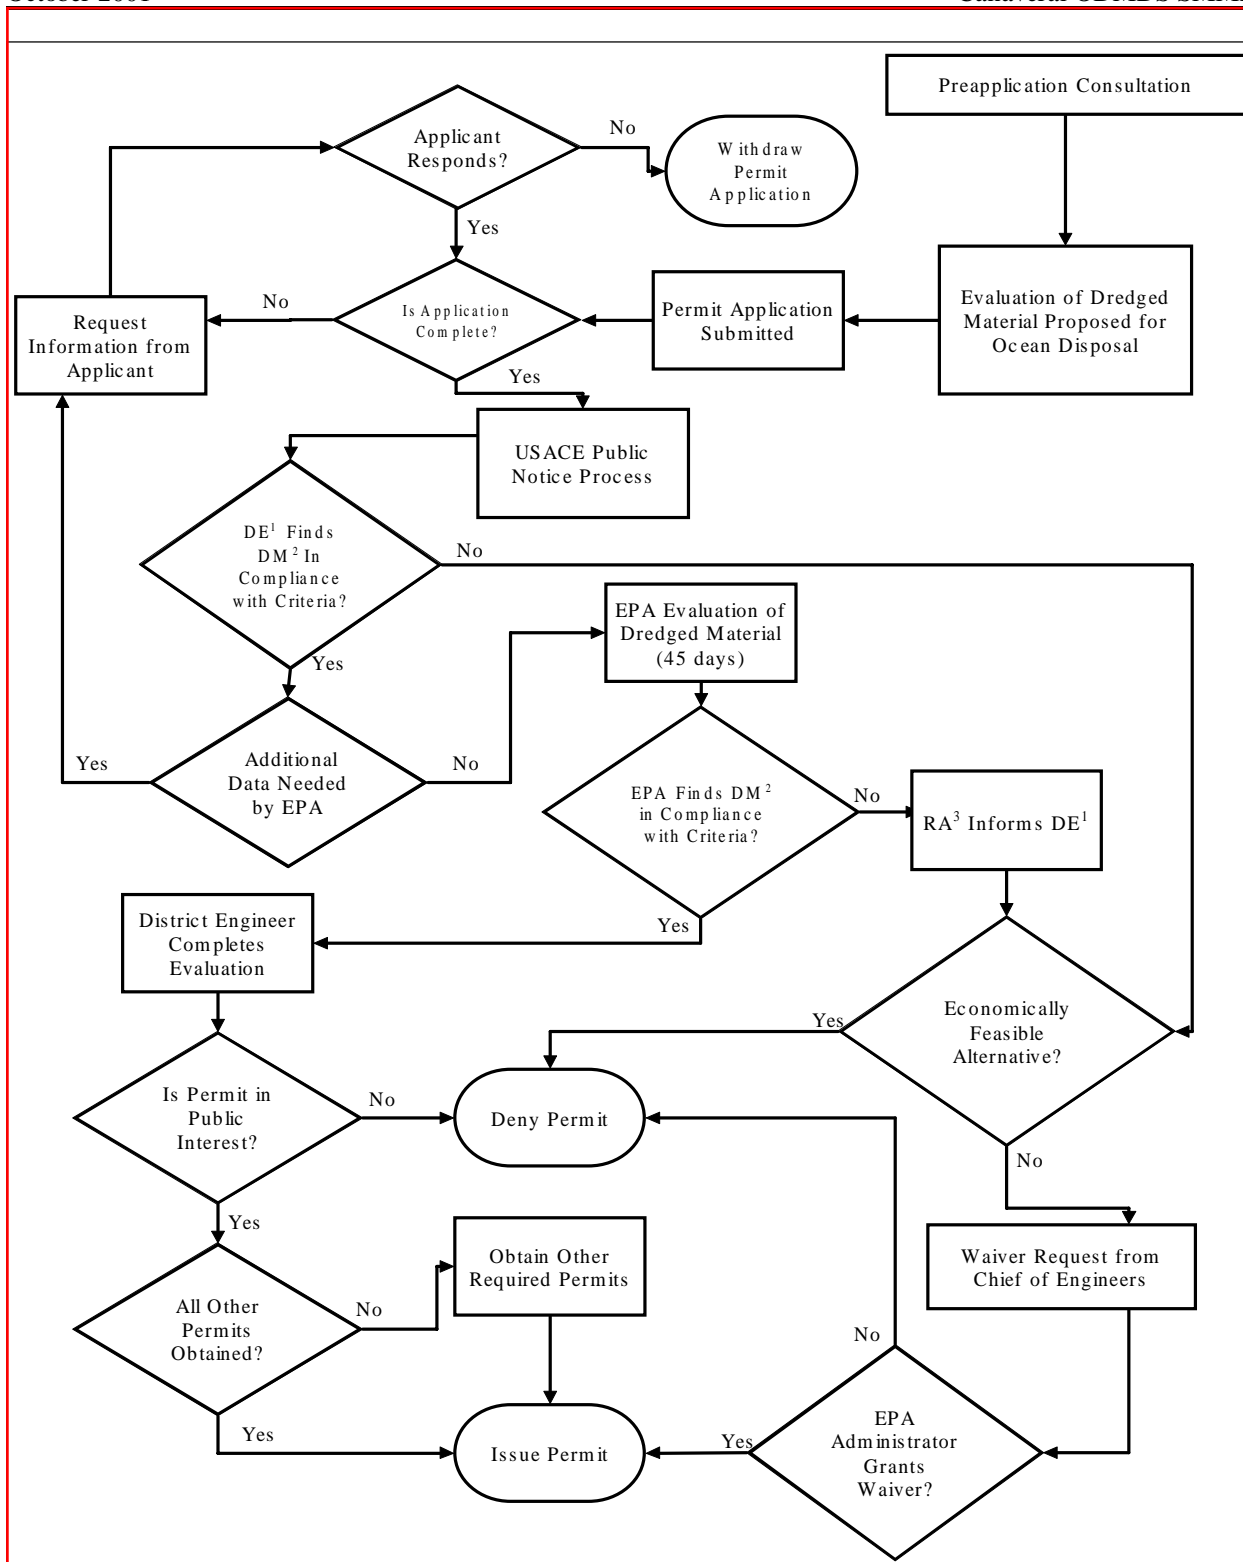 Preapplication Consultation
Applicant
Responds?
No
Withdraw
Permit
Application
Yes
Evaluation of Dredged
Material Proposed for
Ocean Disposal
Permit Application
Submitted
Is Application
Complete?
No
Request
Information from
Applicant
Yes
USACE Public
Notice Process
DE¹ Finds
DM² In
Compliance
with Criteria?
No
Yes
EPA Evaluation of
Dredged Material
(45 days)
Additional
Data Needed
by EPA
Yes
No
EPA Finds DM²
in Compliance
with Criteria?
No
RA³ Informs DE¹
Yes
District Engineer
Completes
Evaluation
Economically
Feasible
Alternative?
Yes
No
Is Permit in
Public
Interest?
No
Deny Permit
Yes
Waiver Request from
Chief of Engineers
Obtain Other
Required Permits
All Other
Permits
Obtained?
No
Yes
Issue Permit
EPA
Administrator
Grants
Waiver?
No
Yes